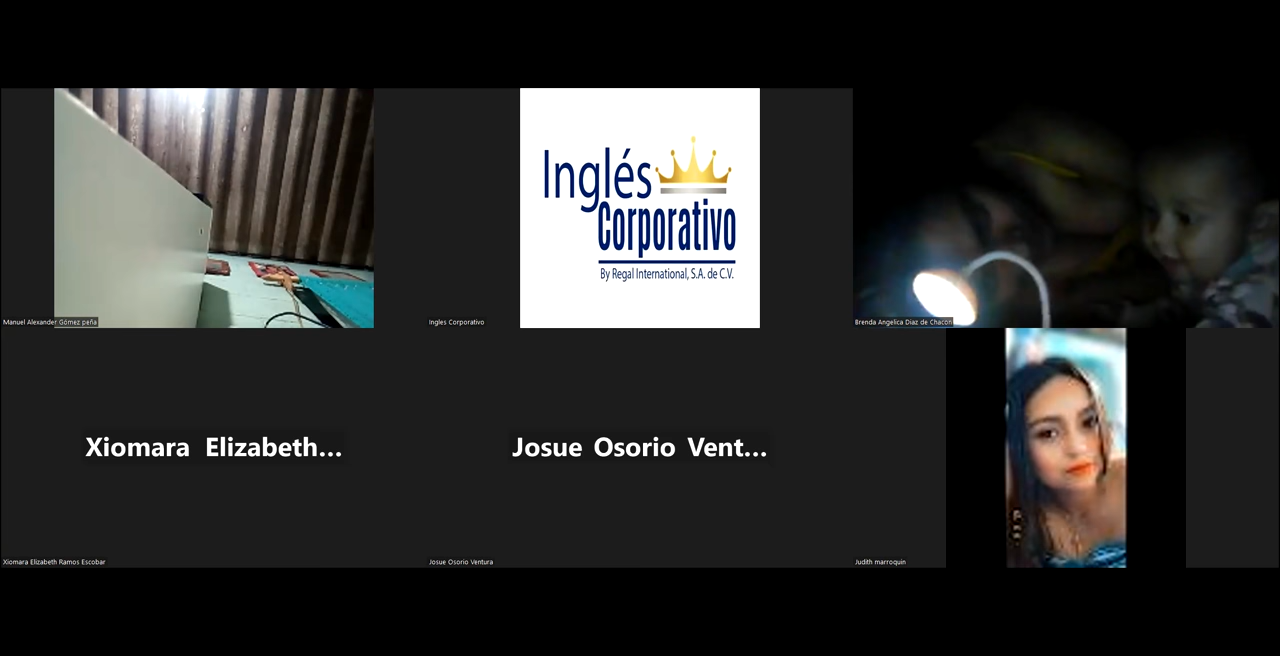 Inglés
Corporativo
By Regal International, S.A. de C.V.
Manuel Alexander Gómez peña
Ingles Corporativo
Brenda Angelica Diaz de Chacon
Xiomara Elizabeth...
Josue Osorio Vent...
Xiomara Elizabeth Ramos Escobar
Josue Osorio Ventura
Judith marroquin